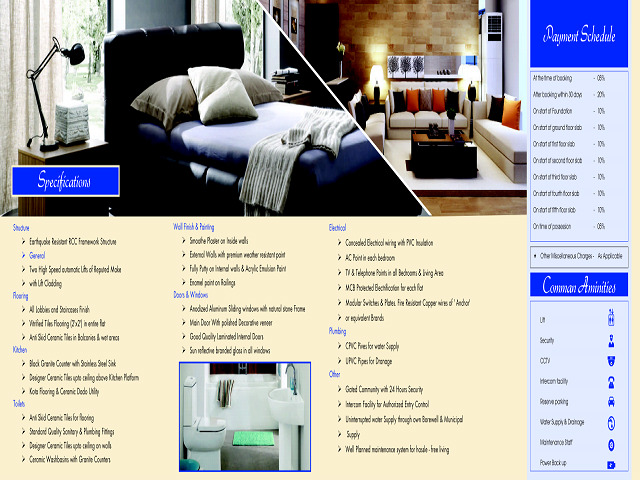 Specifications
Structure
Earthquake Resistant RCC Framework Structure
General
Two High Speed automatic Lifts of Reputed Make
with Lift Cladding
Flooring
All Lobbies and Staircases Finish
Vitrified Tiles Flooring (2'x2') in entire flat
Anti Skid Ceramic Tiles in Balconies & wet areas
Kitchen
Black Granite Counter with Stainless Steel Sink
Designer Ceramic Tiles upto ceiling above Kitchen Platform
Kota Flooring & Ceramic Dado Utility
Toilets
Anti Skid Ceramic Tiles for flooring
Standard Quality Sanitary & Plumbing Fittings
Designer Ceramic Tiles upto ceiling on walls
Ceramic Washbasins with Granite Counters
Wall Finish & Painting
Smoothe Plaster on Inside walls
External Walls with premium weather resistant paint
Fully Putty on Internal walls & Acrylic Emulsion Paint
Enamel paint on Railings
Doors & Windows
Anodized Aluminum Sliding windows with natural stone Frame
Main Door With polished Decorative veneer
Good Quality Laminated Internal Doors
Sun reflective branded glass in all windows
Electrical
Concealed Electrical wiring with PVC Insulation
AC Point in each bedroom
TV & Telephone Points in all Bedrooms & living Area
MCB Protected Electrification for each flat
Modular Switches & Plates. Fire Resistant Copper wires of ' Anchor'
or equivalent Brands
Plumbing
CPVC Pives for water Supply
UPVC Pipes for Dranage
Other
Gated Community with 24 Hours Security
Intercom Facility for Authorized Entry Control
Uninterrupted water Supply through own Borewell & Municipal
Supply
Well Planned maintenance system for hassle - free living
Payment Schedule
At the time of booking - 05%
After booking within 30 days - 20%
On start of Foundation - 10%
On start of ground floor slab - 10%
On start of first floor slab - 10%
On start of second floor slab - 10%
On start of third floor slab - 10%
On start of fourth floor slab - 10%
On start of fifth floor slab - 10%
On time of possession - 05%
Other Miscellaneous Charges - As Applicable
Comman Aminities
Lift
Security
CCTV
Intercom facility
Reserve parking
Water Supply & Drainage
Maintenance Staff
Power Back up